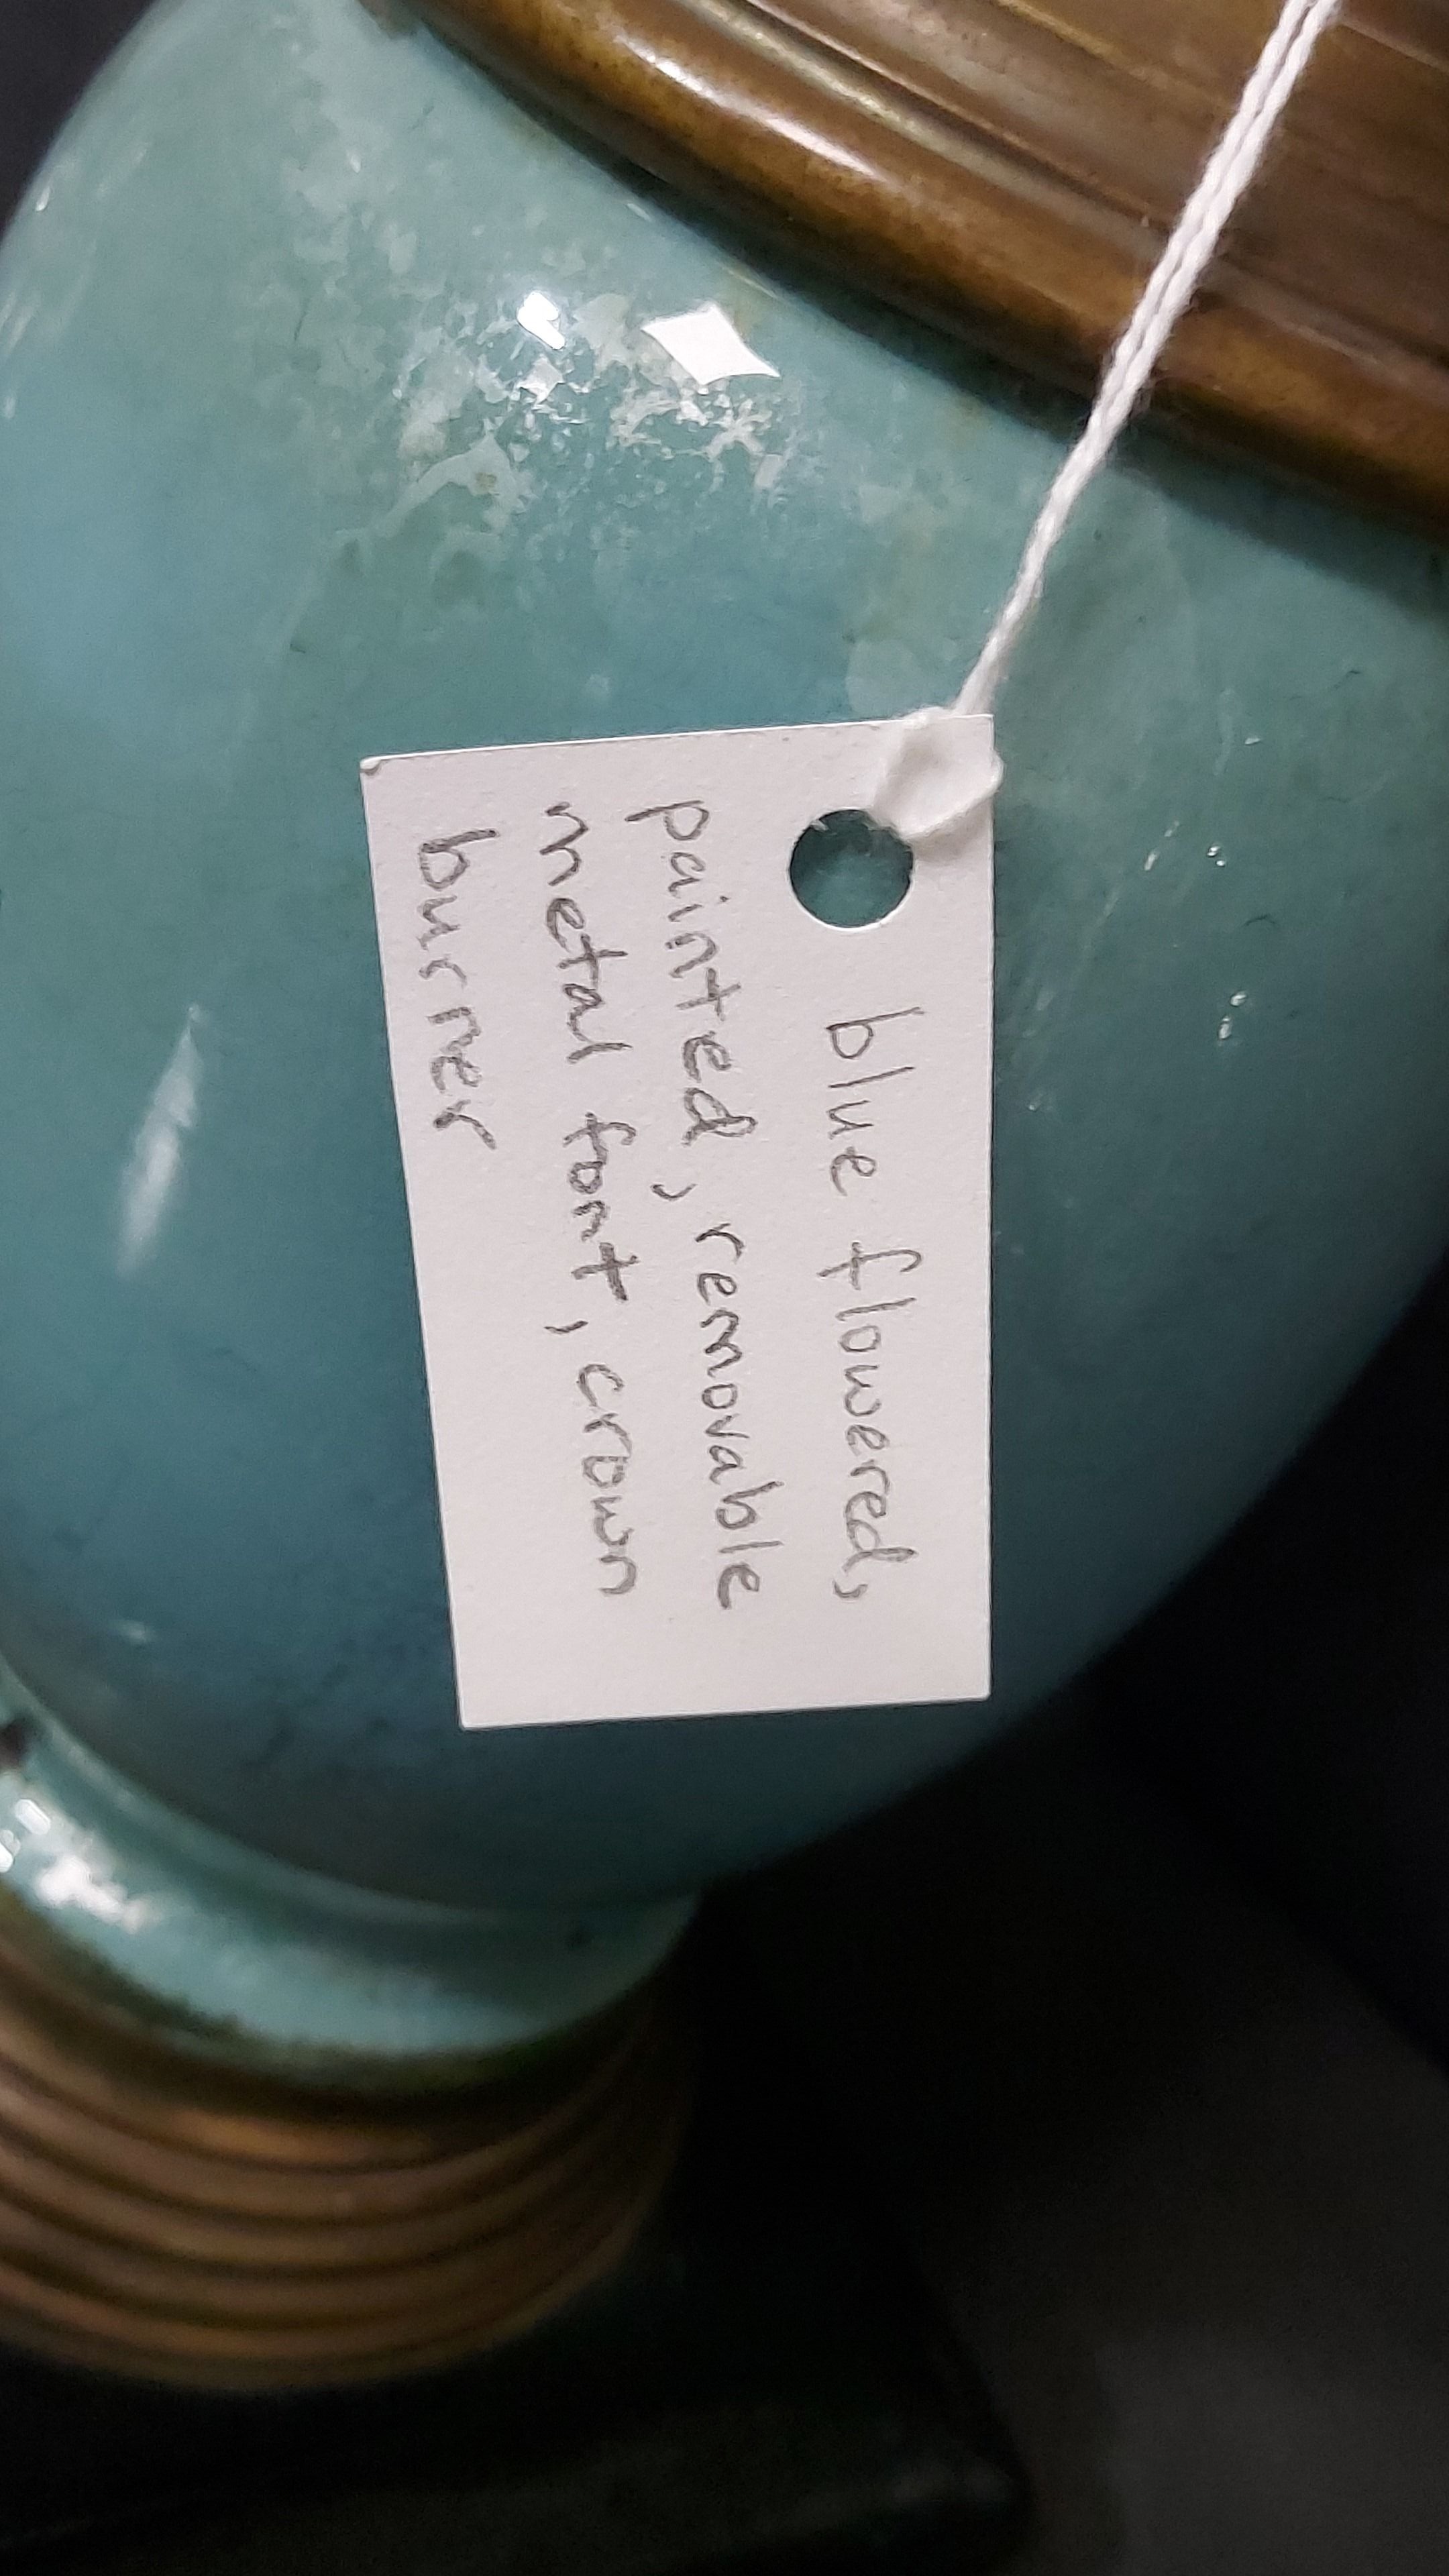 blue flowered,
painted, removable
metal font, crown
burner